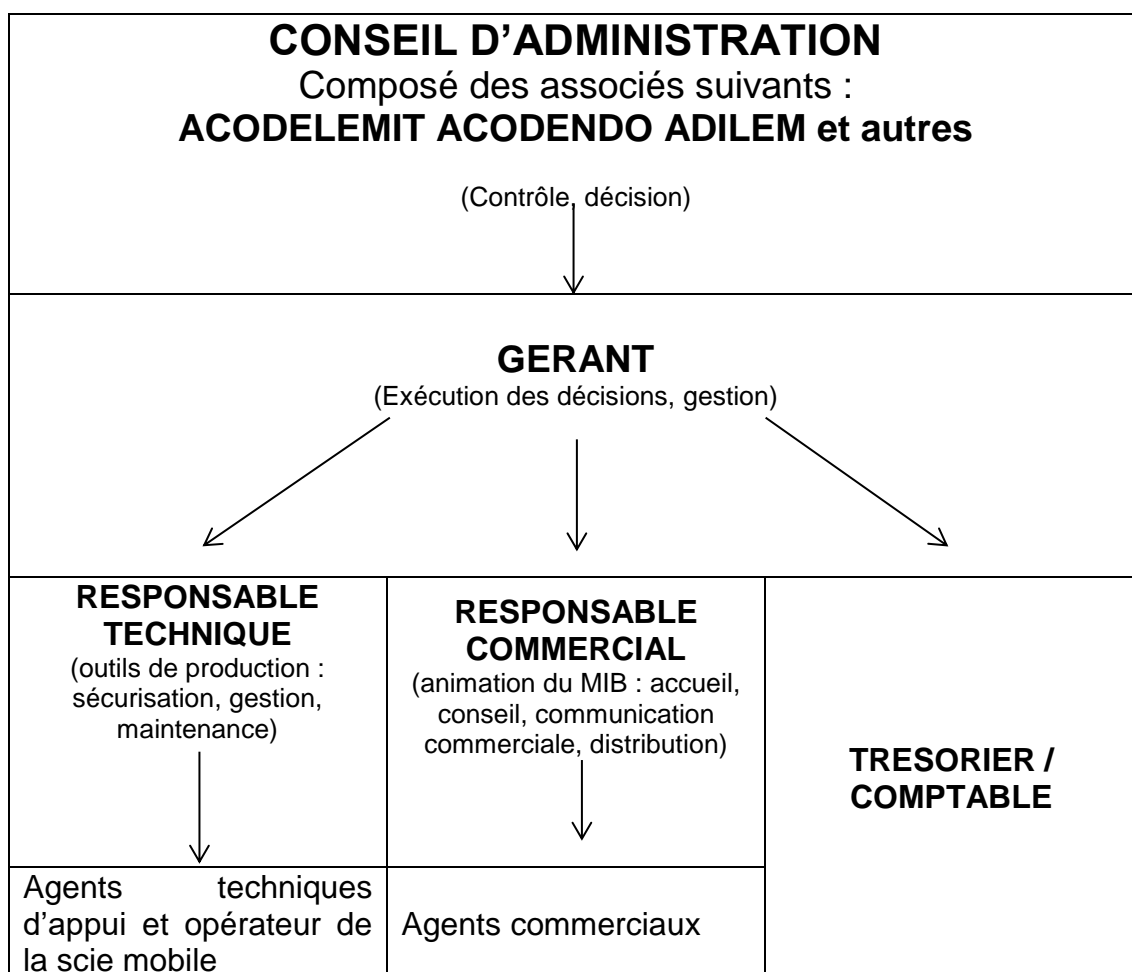 CONSEIL D’ADMINISTRATION
Composé des associés suivants :
ACODELEMIT ACODENDO ADILEM et autres
(Contrôle, décision)
GERANT
(Exécution des décisions, gestion)
RESPONSABLE
TECHNIQUE
(outils de production :
sécurisation, gestion,
maintenance)
RESPONSABLE
COMMERCIAL
(animation du MIB : accueil,
conseil, communication
commerciale, distribution)
TRESORIER /
COMPTABLE
Agents techniques
d’appui et opérateur de
la scie mobile
Agents commerciaux